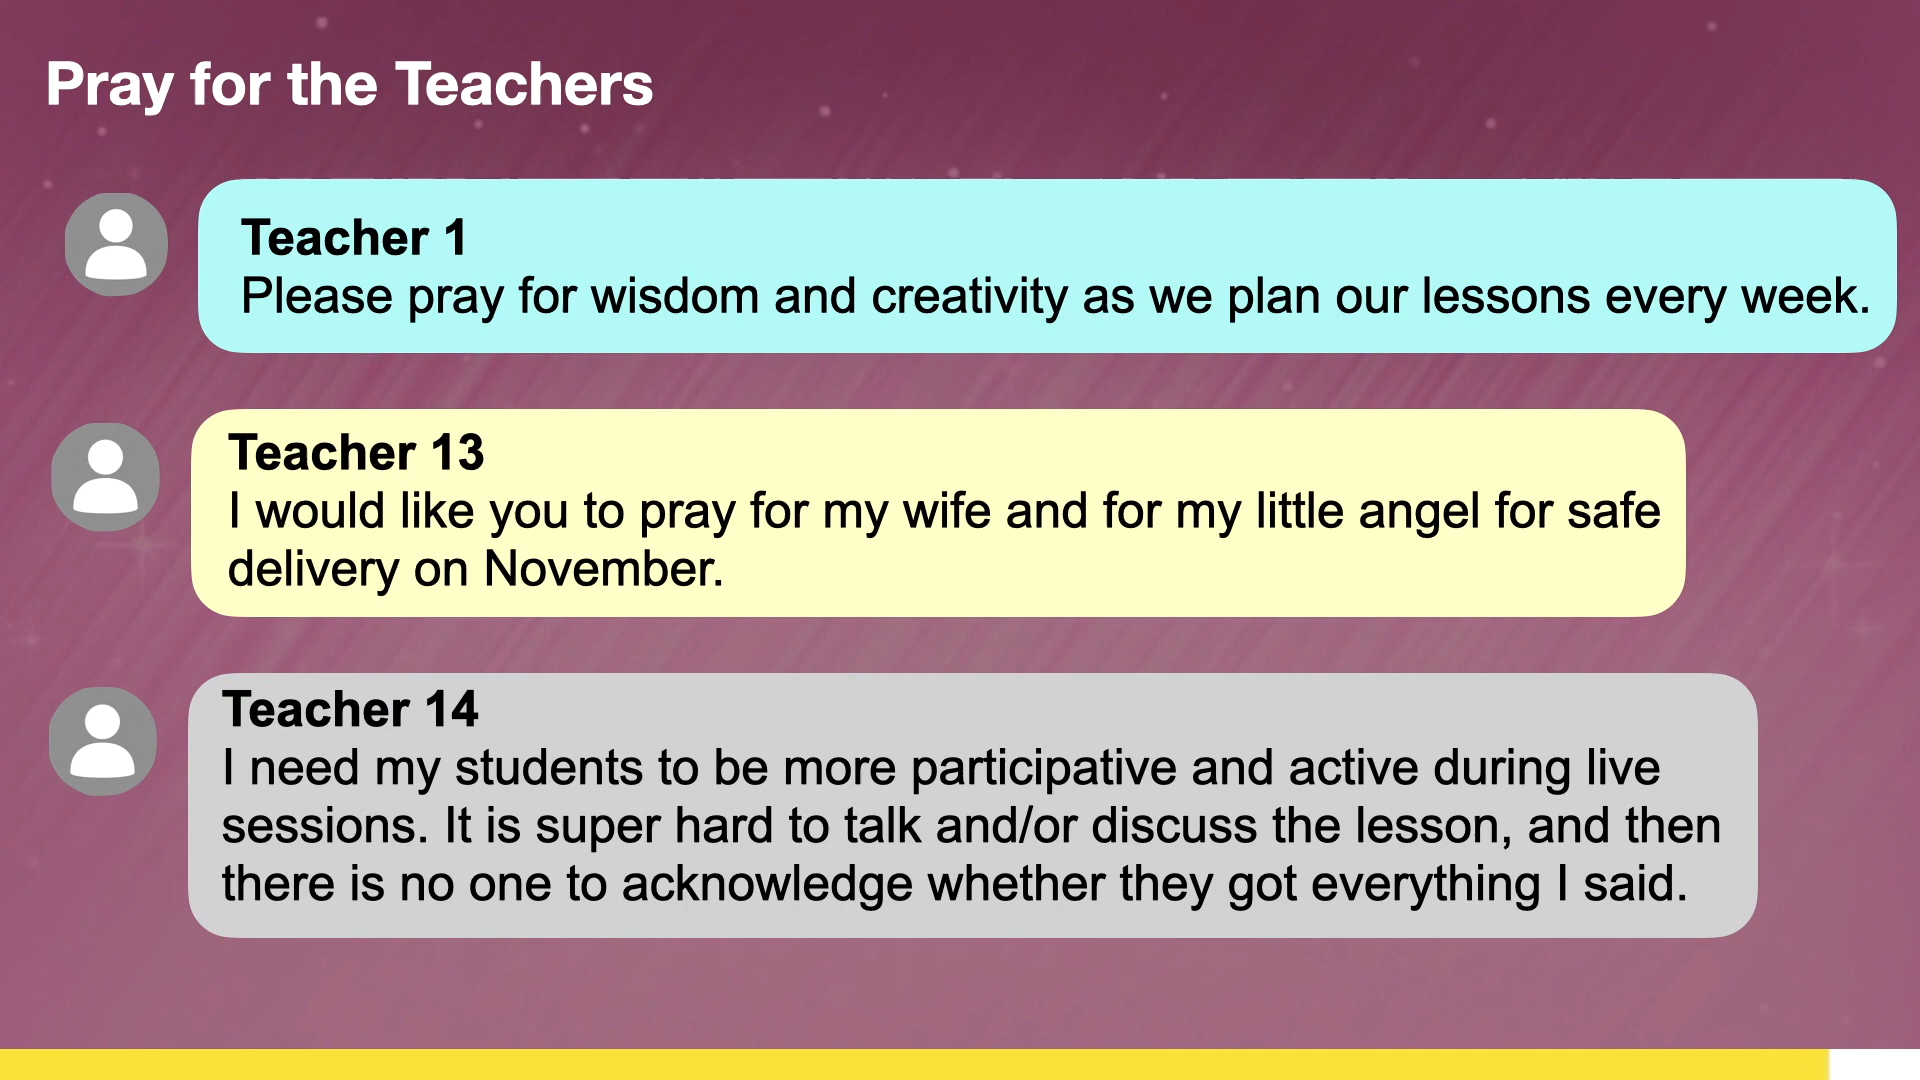 Pray for the Teachers
Teacher 1
Please pray for wisdom and creativity as we plan our lessons every week.
Teacher 13
I would like you to pray for my wife and for my little angel for safe
delivery on November.
Teacher 14
I need my students to be more participative and active during live
sessions. It is super hard to talk and/or discuss the lesson, and then
there is no one to acknowledge whether they got everything I said.